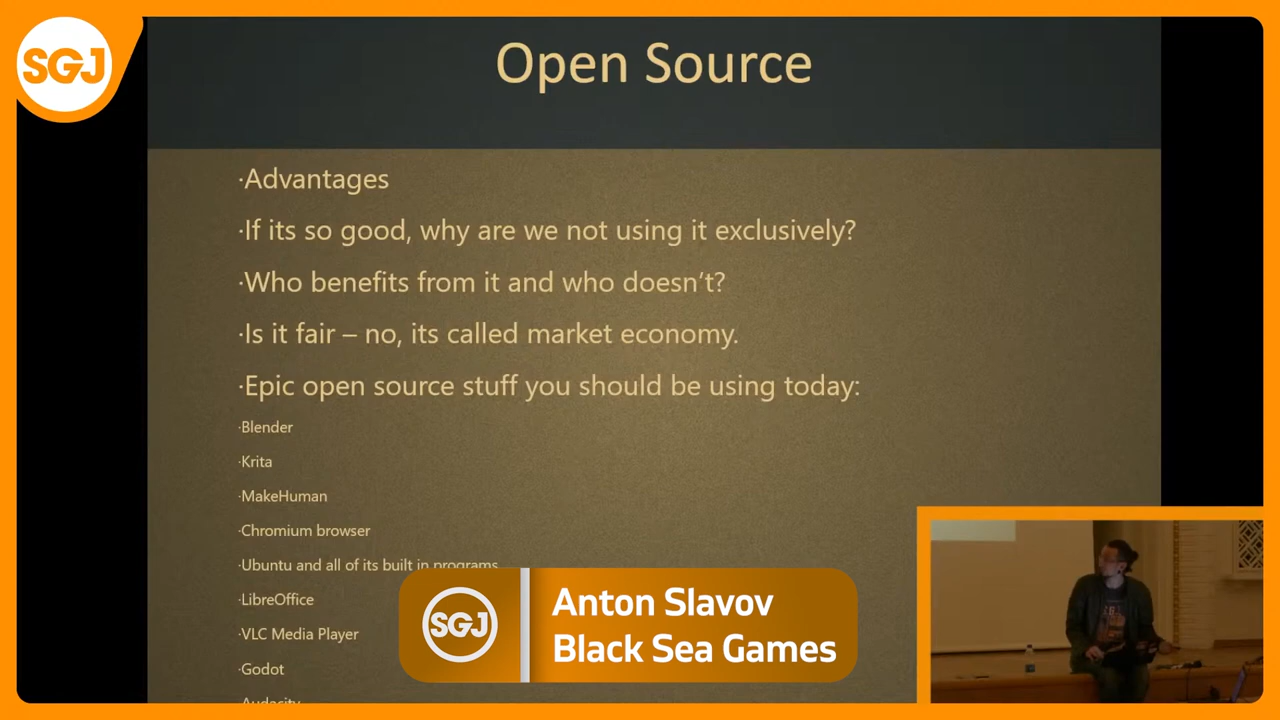 SGJ
Open Source
·Advantages
·If its so good, why are we not using it exclusively?
·Who benefits from it and who doesn’t?
·Is it fair – no, its called market economy.
·Epic open source stuff you should be using today:
·Blender
·Krita
·MakeHuman
·Chromium browser
·Ubuntu and all of its built in programs
·LibreOffice
·VLC Media Player
·Godot
·Audacity
SGJ
Anton Slavov
Black Sea Games